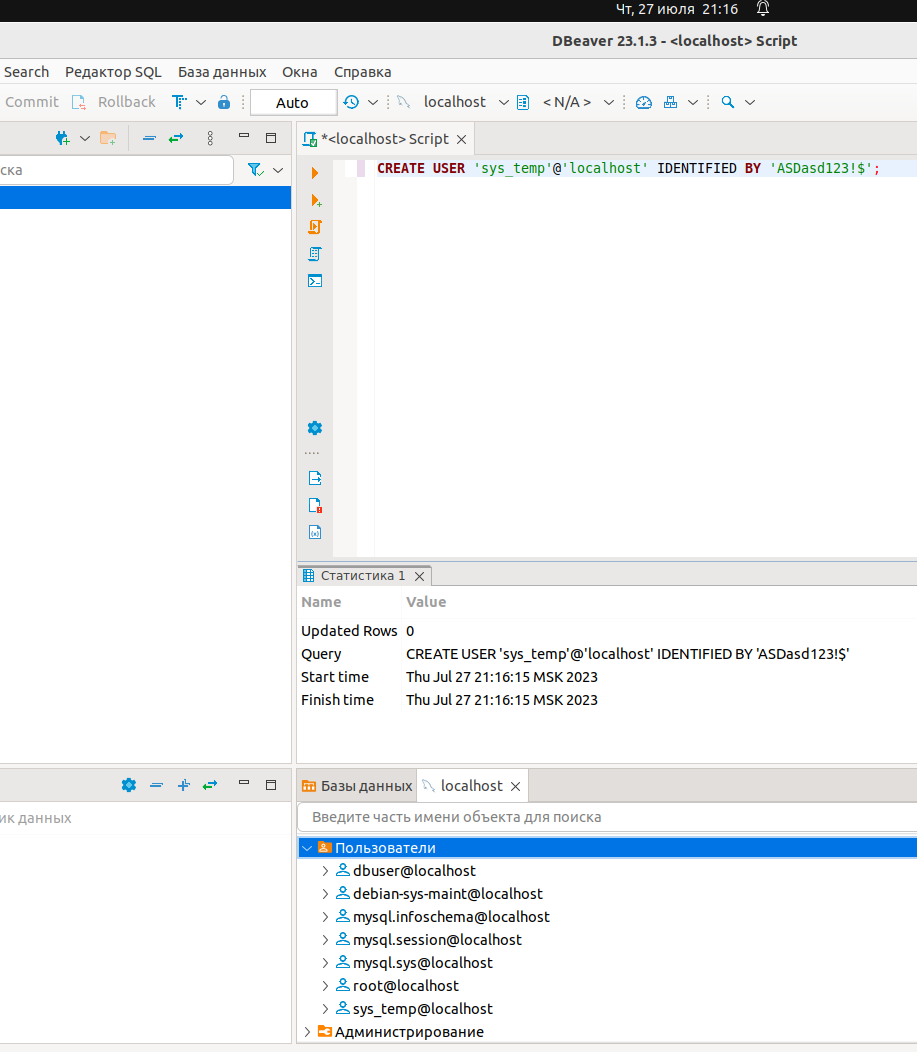 Чт, 27 июля 21:16
DBeaver 23.1.3 - <localhost> Script
Search Редактор SQL База данных Окна Справка
Commit Rollback Auto localhost < N/A >
*<localhost> Script
ска
CREATE USER 'sys_temp'@'localhost' IDENTIFIED BY 'ASDasd123!$';
Статистика 1
Name Value
Updated Rows 0
Query CREATE USER 'sys_temp'@'localhost' IDENTIFIED BY 'ASDasd123!$'
Start time Thu Jul 27 21:16:15 MSK 2023
Finish time Thu Jul 27 21:16:15 MSK 2023
Базы данных localhost
ик данных
Введите часть имени объекта для поиска
Пользователи
dbuser@localhost
debian-sys-maint@localhost
mysql.infoschema@localhost
mysql.session@localhost
mysql.sys@localhost
root@localhost
sys_temp@localhost
Администрирование